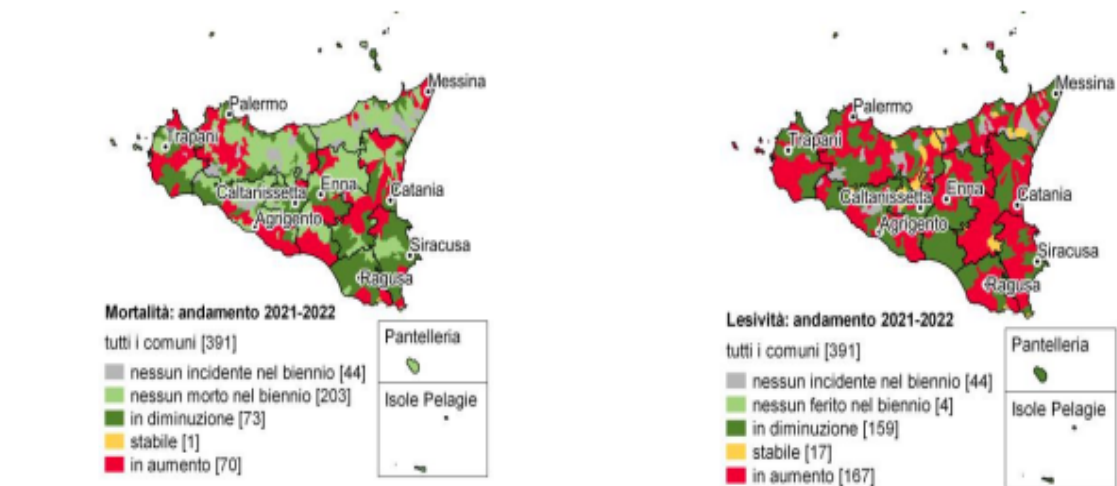 Messina
Palermo
Trapani
Caltanissetta
Enna
Catania
Agrigento
Siracusa
Ragusa
Mortalità: andamento 2021-2022
tutti i comuni [391]
nessun incidente nel biennio [44]
nessun morto nel biennio [203]
in diminuzione [73]
stabile [1]
in aumento [70]
Pantelleria
Isole Pelagie
Messina
Palermo
Trapani
Caltanissetta
Enna
Catania
Agrigento
Siracusa
Ragusa
Lesività: andamento 2021-2022
tutti i comuni [391]
nessun incidente nel biennio [44]
nessun ferito nel biennio [4]
in diminuzione [159]
stabile [17]
in aumento [167]
Pantelleria
Isole Pelagie